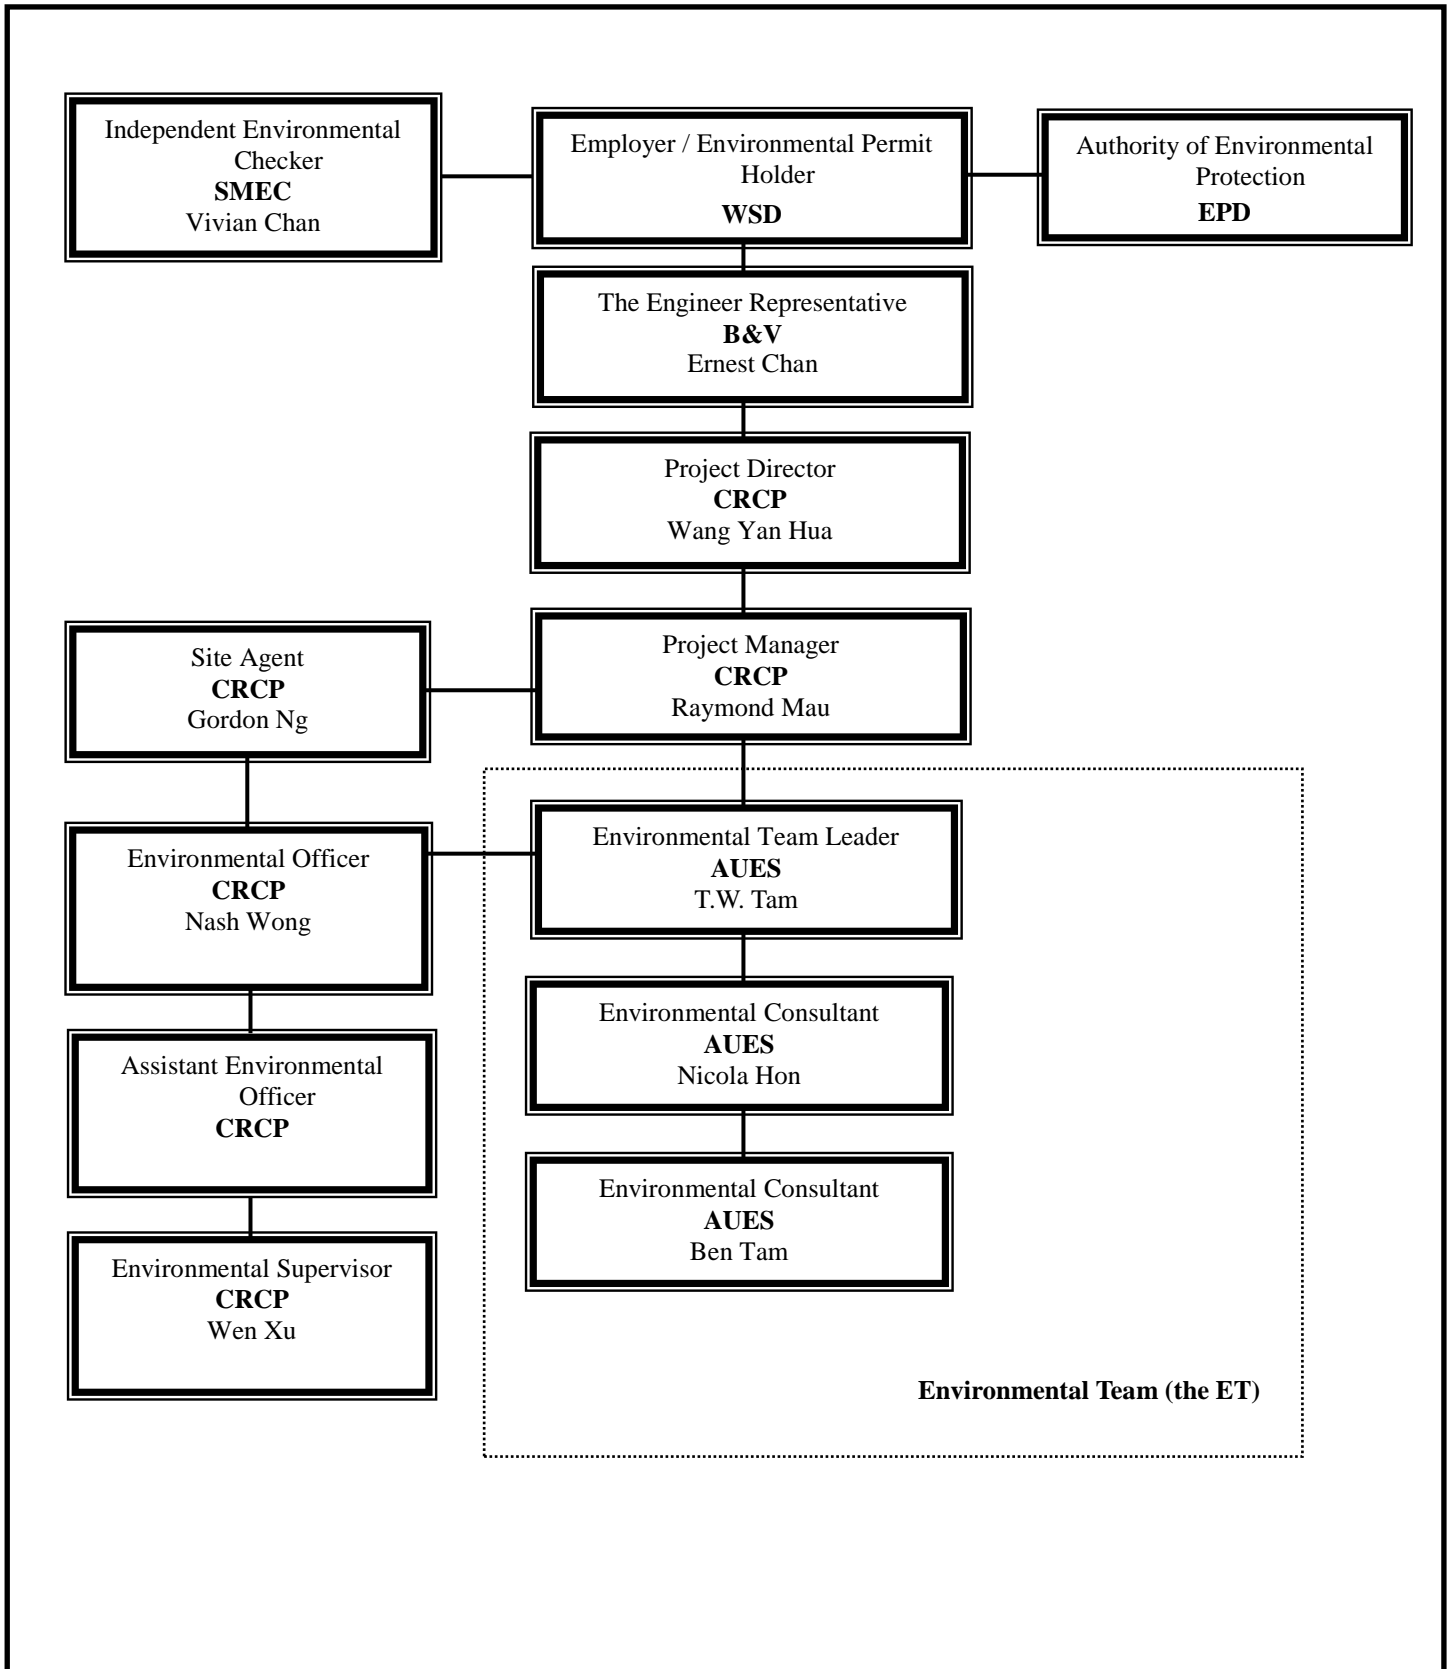 Independent Environmental
Checker
SMEC
Vivian Chan
Employer / Environmental Permit
Holder
WSD
Authority of Environmental
Protection
EPD
The Engineer Representative
B&V
Ernest Chan
Project Director
CRCP
Wang Yan Hua
Site Agent
CRCP
Gordon Ng
Project Manager
CRCP
Raymond Mau
Environmental Officer
CRCP
Nash Wong
Environmental Team Leader
AUES
T.W. Tam
Assistant Environmental
Officer
CRCP
Environmental Consultant
AUES
Nicola Hon
Environmental Supervisor
CRCP
Wen Xu
Environmental Consultant
AUES
Ben Tam
Environmental Team (the ET)